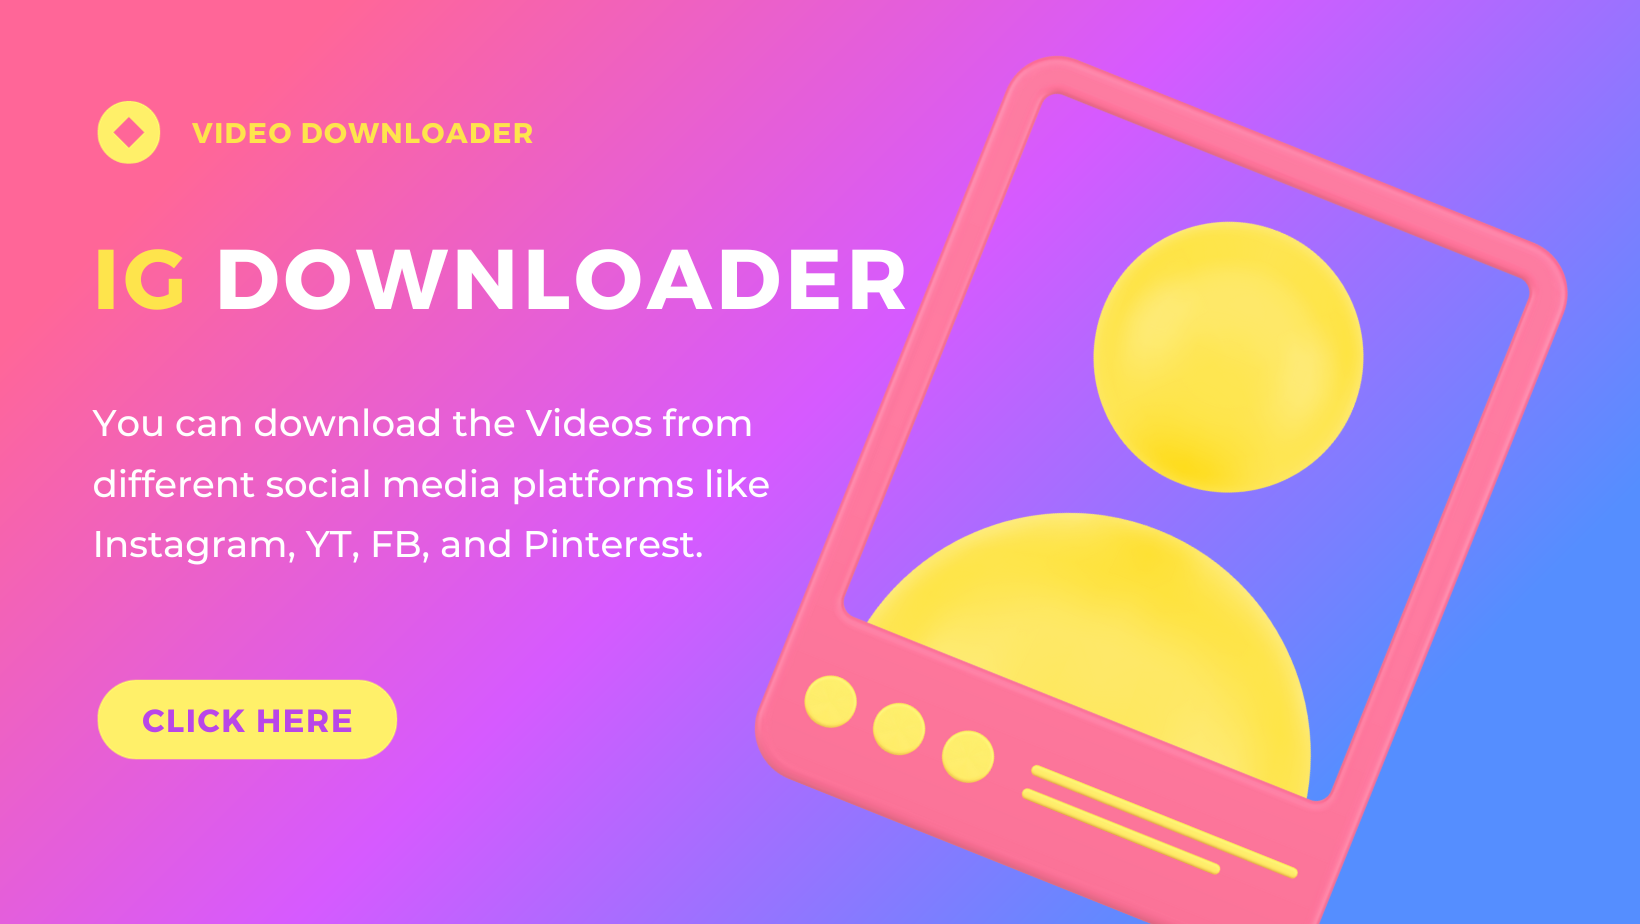 VIDEO DOWNLOADER
IG DOWNLOADER
You can download the Videos from
different social media platforms like
Instagram, YT, FB, and Pinterest.
CLICK HERE